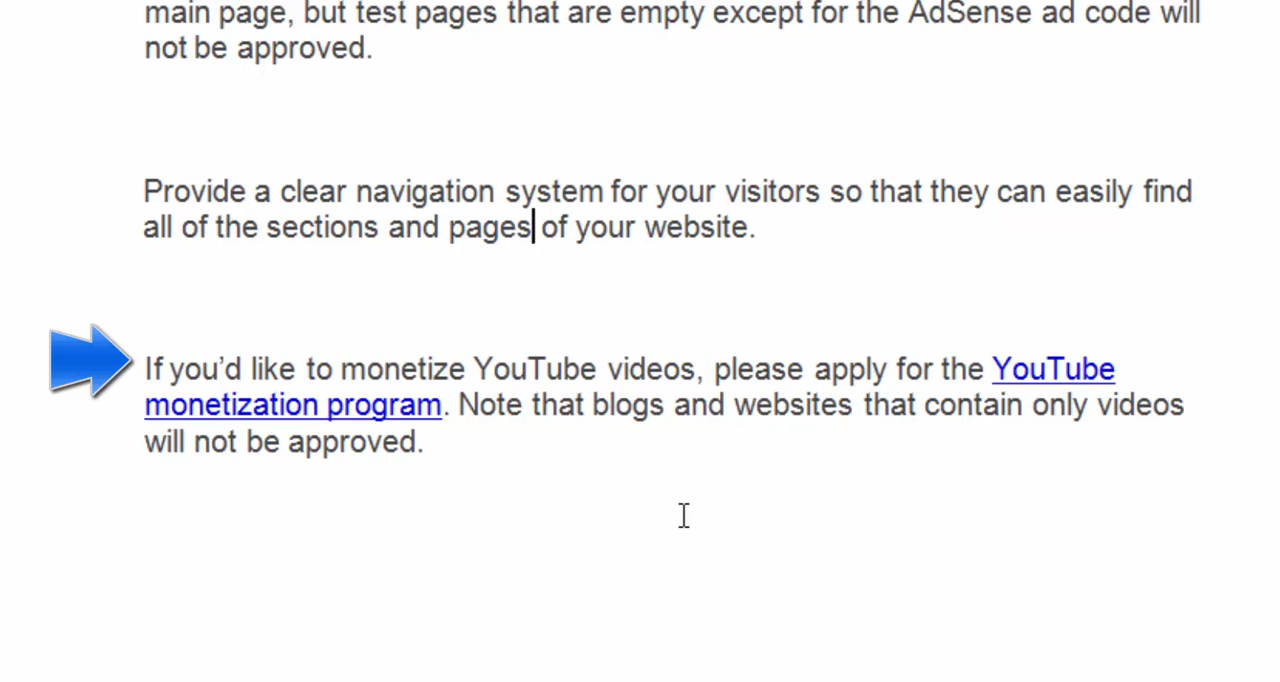 main page, but test pages that are empty except for the AdSense ad code will
not be approved.
Provide a clear navigation system for your visitors so that they can easily find
all of the sections and pages of your website.
If you’d like to monetize YouTube videos, please apply for the YouTube
monetization program. Note that blogs and websites that contain only videos
will not be approved.